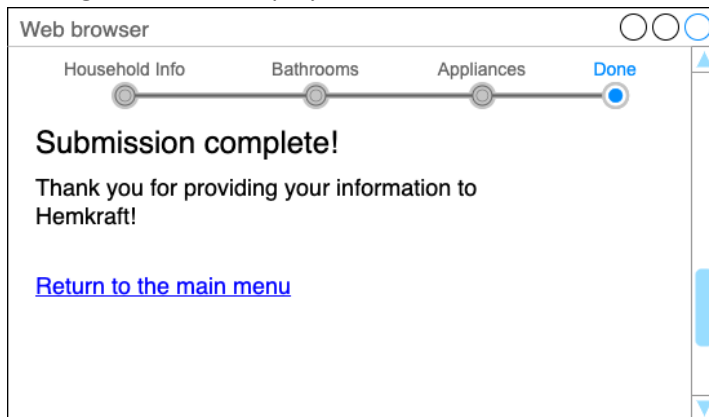 Web browser
Household Info Bathrooms Appliances Done
Submission complete!
Thank you for providing your information to
Hemkraft!
Return to the main menu